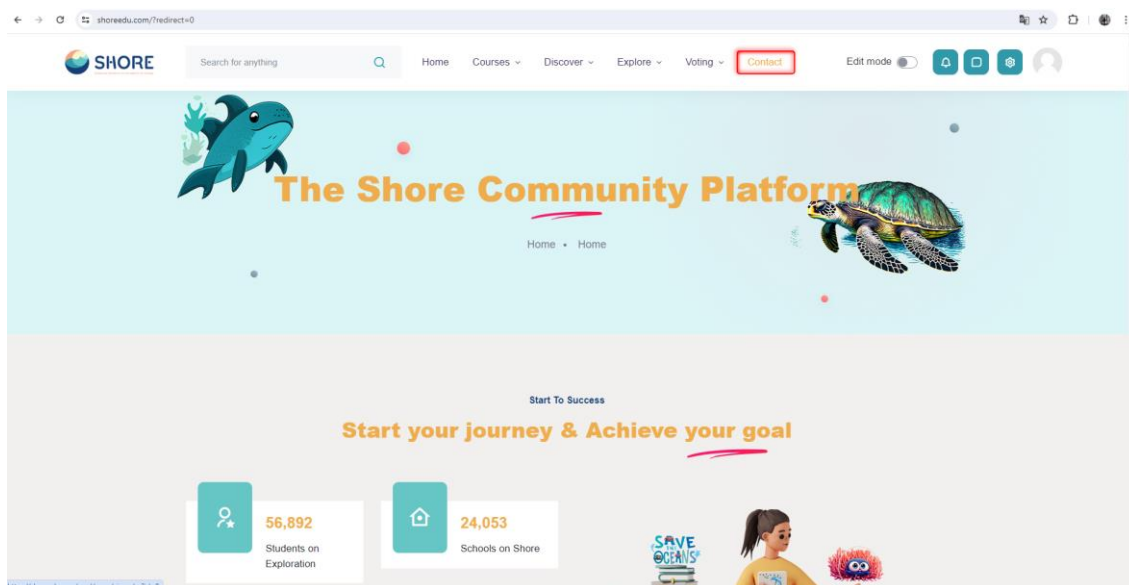 shoreedu.com/?redirect=0
SHORE
Search for anything
Home
Courses
Discover
Explore
Voting
Contact
Edit mode
The Shore Community Platform
Home • Home
Start To Success
Start your journey & Achieve your goal
56,892
Students on
Exploration
24,053
Schools on Shore
SAVE
THE
OCEANS